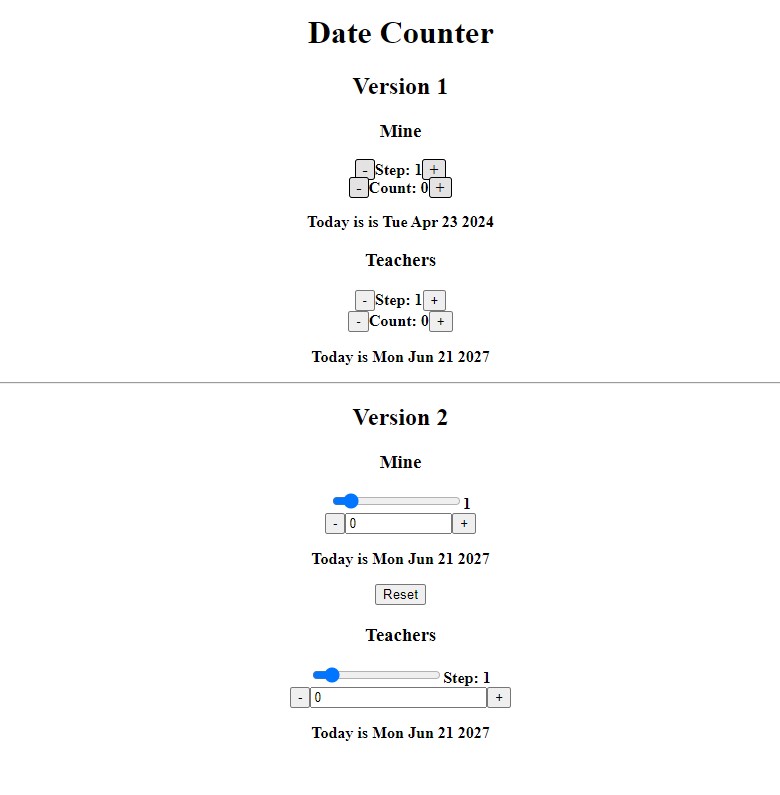 Date Counter
Version 1
Mine
- Step: 1 +
- Count: 0 +
Today is is Tue Apr 23 2024
Teachers
- Step: 1 +
- Count: 0 +
Today is Mon Jun 21 2027
Version 2
Mine
1
- 0 +
Today is Mon Jun 21 2027
Reset
Teachers
Step: 1
- 0 +
Today is Mon Jun 21 2027